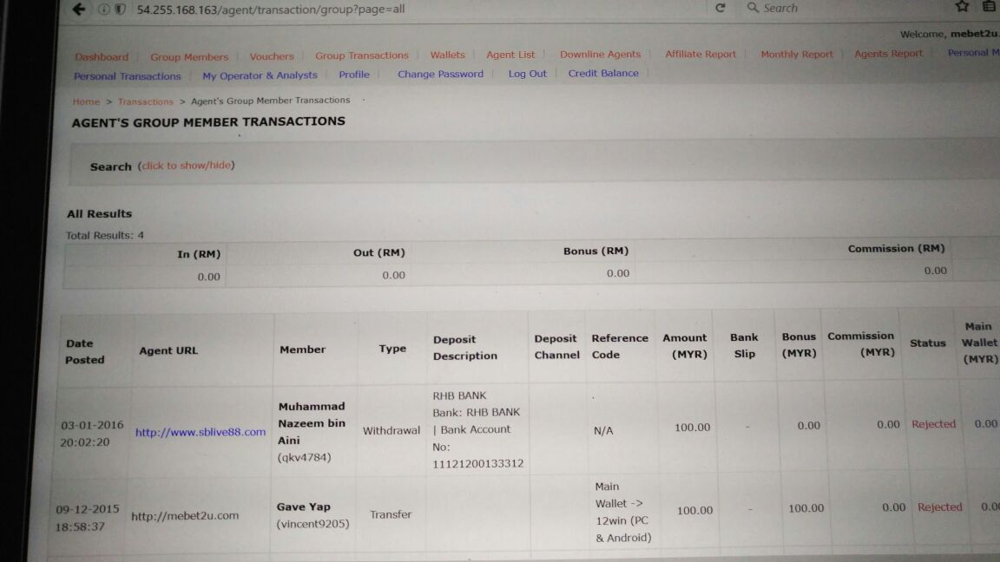 54.255.168.163/agent/transaction/group?page=all
Search
Welcome, mebet2u
Dashboard Group Members Vouchers Group Transactions Wallets Agent List Downline Agents Affiliate Report Monthly Report Agents Report Personal M
Personal Transactions My Operator & Analysts Profile Change Password Log Out Credit Balance
Home > Transactions > Agent's Group Member Transactions
AGENT'S GROUP MEMBER TRANSACTIONS
Search (click to show/hide)
All Results
Total Results: 4
In (RM) Out (RM) Bonus (RM) Commission (RM)
0.00 0.00 0.00 0.00
Date Posted Agent URL Member Type Deposit Description Deposit Channel Reference Code Amount (MYR) Bank Slip Bonus (MYR) Commission (MYR) Status Main Wallet (MYR)
03-01-2016 20:02:20 http://www.sblive88.com Muhammad Nazeem bin Aini (qkv4784) Withdrawal RHB BANK Bank: RHB BANK | Bank Account No: 11121200133312 N/A 100.00 - 0.00 0.00 Rejected 0.00
09-12-2015 18:58:37 http://mebet2u.com Gave Yap (vincent9205) Transfer Main Wallet -> 12win (PC & Android) 100.00 - 100.00 0.00 Rejected 0.0